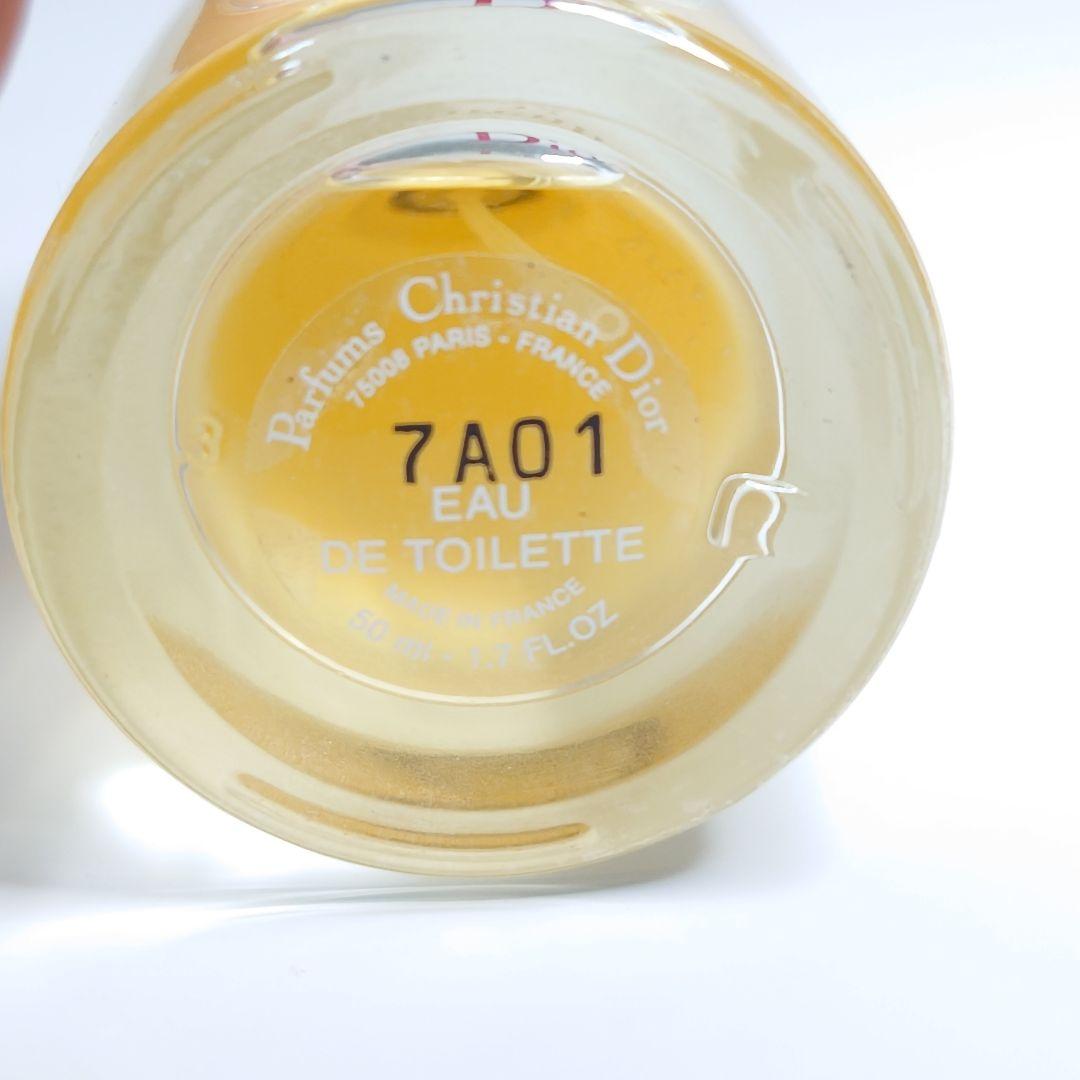 Parfums Christian Dior
75008 PARIS - FRANCE
7A01
EAU
DE TOILETTE
MADE IN FRANCE
50 ml - 1.7 FL.OZ